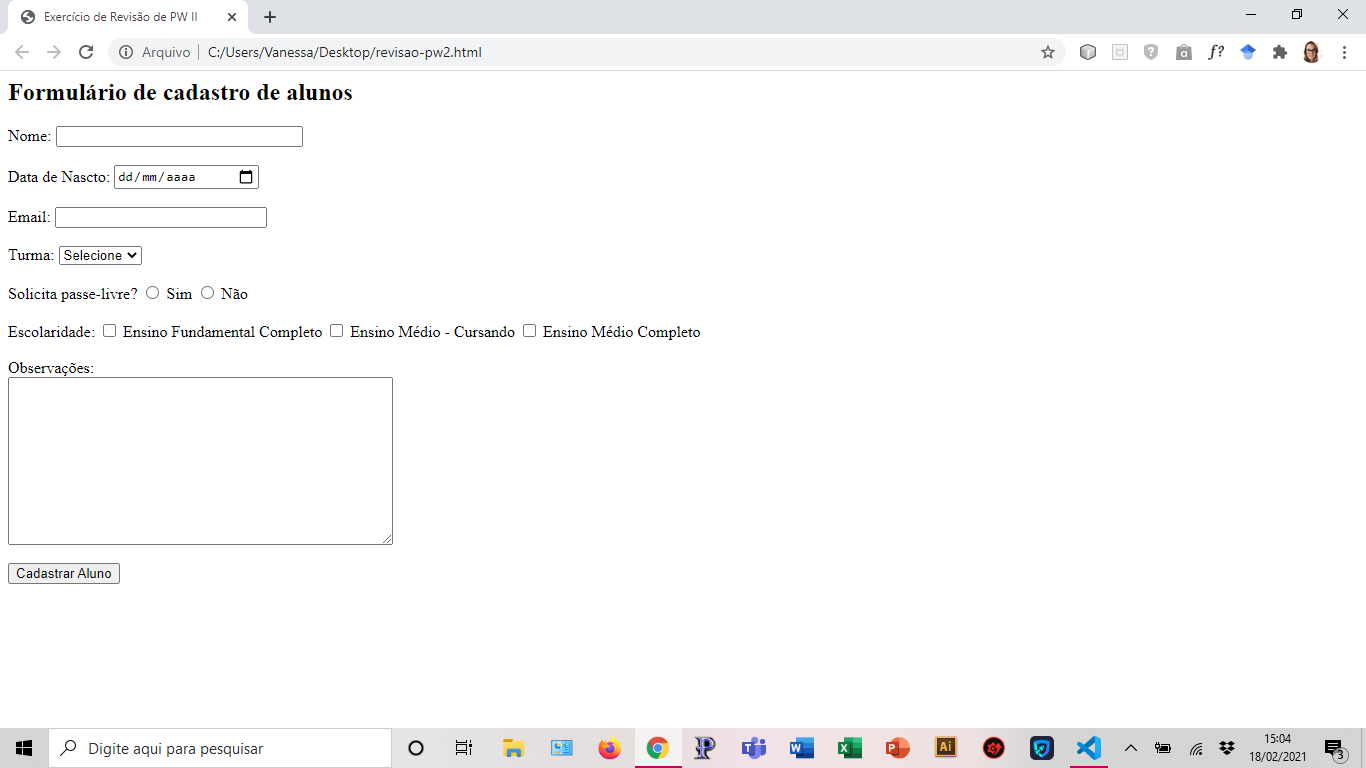 Exercício de Revisão de PW II
Arquivo C:/Users/Vanessa/Desktop/revisao-pw2.html
Formulário de cadastro de alunos
Nome:
Data de Nascto: dd/mm/aaaa
Email:
Turma: Selecione
Solicita passe-livre? Sim Não
Escolaridade: Ensino Fundamental Completo Ensino Médio - Cursando Ensino Médio Completo
Observações:
Cadastrar Aluno
Digite aqui para pesquisar
15:04
18/02/2021
3